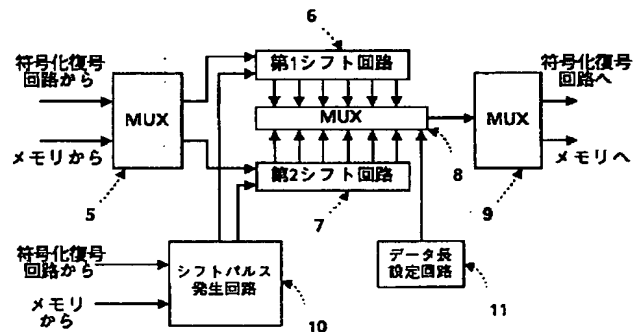 6
符号化復号
回路から
第1シフト回路
符号化復号
回路へ
MUX
MUX
MUX
メモリから
メモリへ
第2シフト回路
8
5
7
9
符号化復号
回路から
シフトパルス
発生回路
データ長
設定回路
メモリ
から
10
11